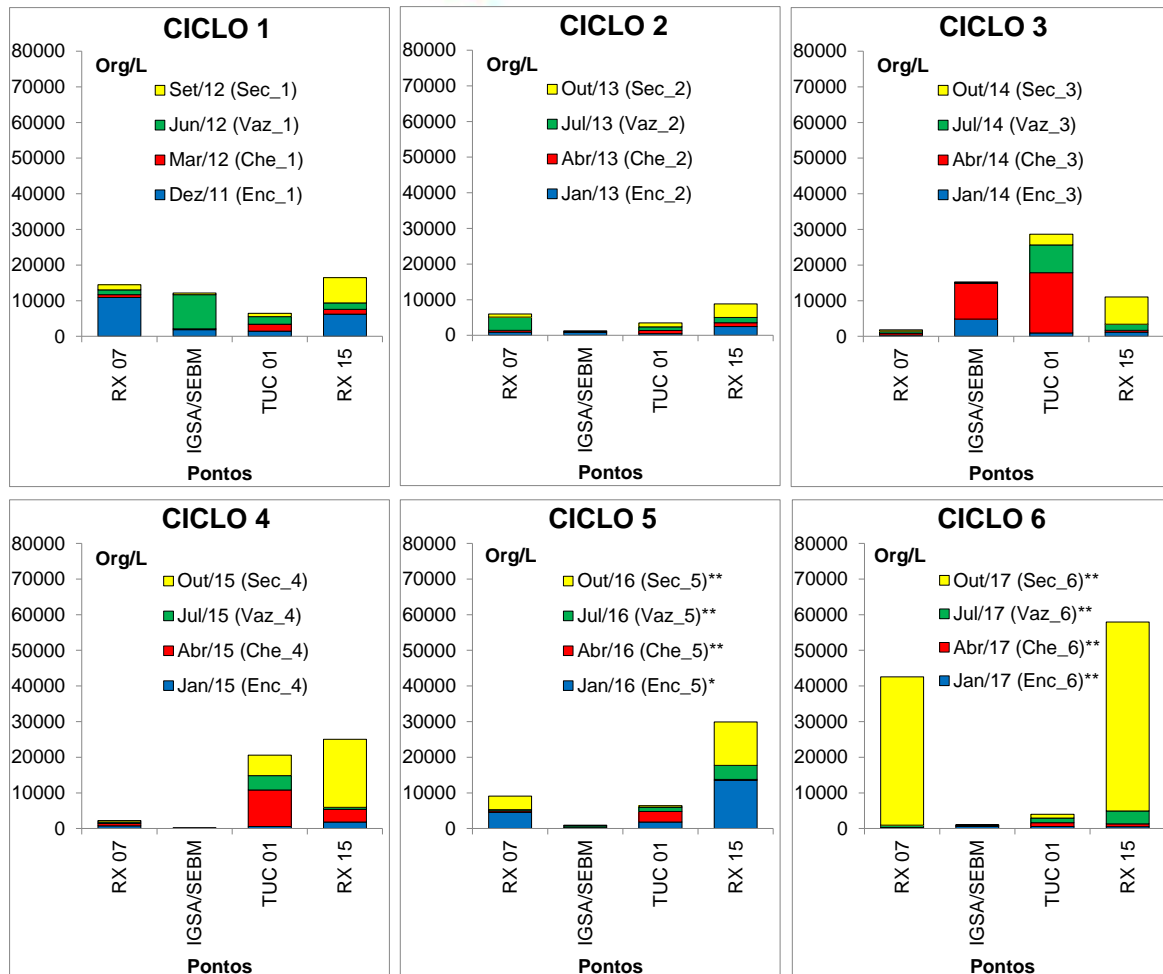 CICLO 1
80000
70000
60000
50000
40000
30000
20000
10000
0
Org/L
Set/12 (Sec_1)
Jun/12 (Vaz_1)
Mar/12 (Che_1)
Dez/11 (Enc_1)
RX 07
IGSA/SEBM
TUC 01
RX 15
Pontos
CICLO 2
80000
70000
60000
50000
40000
30000
20000
10000
0
Org/L
Out/13 (Sec_2)
Jul/13 (Vaz_2)
Abr/13 (Che_2)
Jan/13 (Enc_2)
RX 07
IGSA/SEBM
TUC 01
RX 15
Pontos
CICLO 3
80000
70000
60000
50000
40000
30000
20000
10000
0
Org/L
Out/14 (Sec_3)
Jul/14 (Vaz_3)
Abr/14 (Che_3)
Jan/14 (Enc_3)
RX 07
IGSA/SEBM
TUC 01
RX 15
Pontos
CICLO 4
80000
70000
60000
50000
40000
30000
20000
10000
0
Org/L
Out/15 (Sec_4)
Jul/15 (Vaz_4)
Abr/15 (Che_4)
Jan/15 (Enc_4)
RX 07
IGSA/SEBM
TUC 01
RX 15
Pontos
CICLO 5
80000
70000
60000
50000
40000
30000
20000
10000
0
Org/L
Out/16 (Sec_5)**
Jul/16 (Vaz_5)**
Abr/16 (Che_5)**
Jan/16 (Enc_5)*
RX 07
IGSA/SEBM
TUC 01
RX 15
Pontos
CICLO 6
80000
70000
60000
50000
40000
30000
20000
10000
0
Org/L
Out/17 (Sec_6)**
Jul/17 (Vaz_6)**
Abr/17 (Che_6)**
Jan/17 (Enc_6)**
RX 07
IGSA/SEBM
TUC 01
RX 15
Pontos